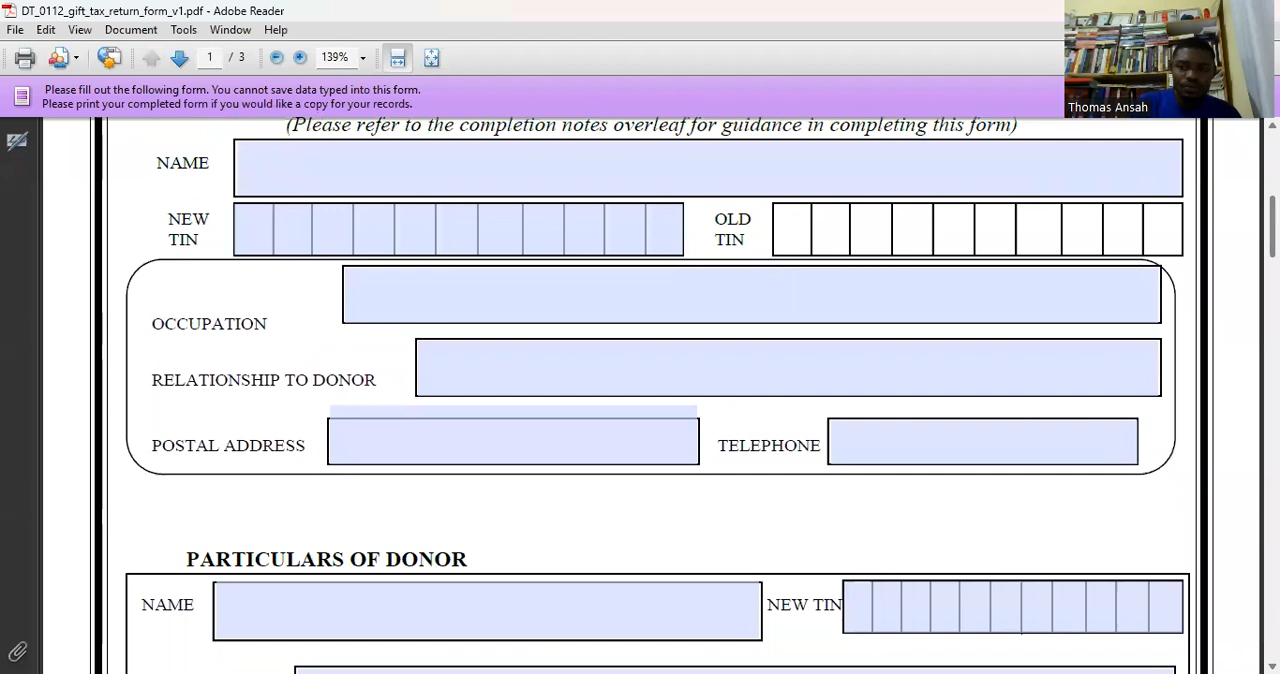 DT_0112_gift_tax_return_form_v1.pdf - Adobe Reader
File Edit View Document Tools Window Help
1 / 3 139%
Please fill out the following form. You cannot save data typed into this form.
Please print your completed form if you would like a copy for your records.
Thomas Ansah
(Please refer to the completion notes overleaf for guidance in completing this form)
NAME
NEW TIN
OLD TIN
OCCUPATION
RELATIONSHIP TO DONOR
POSTAL ADDRESS TELEPHONE
PARTICULARS OF DONOR
NAME NEW TIN